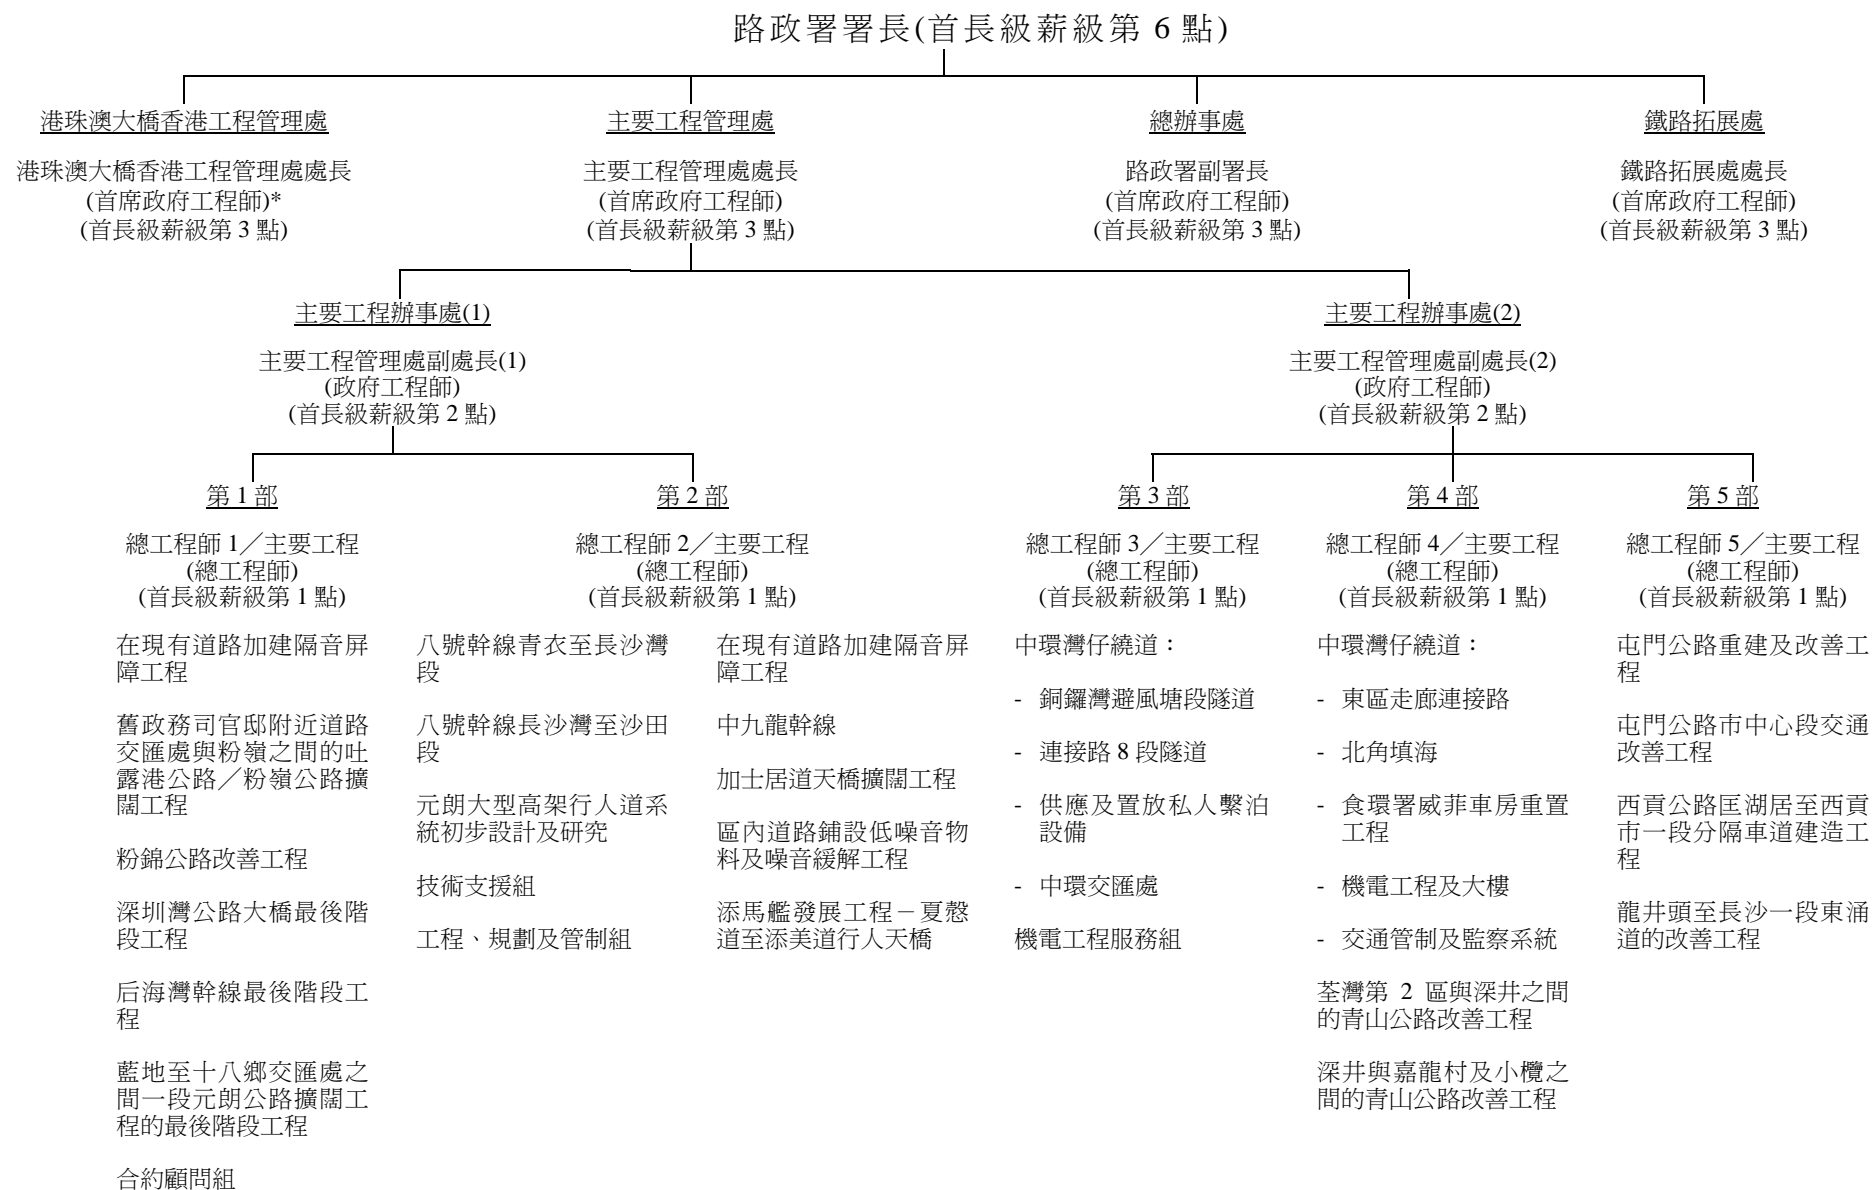 路政署署長(首長級薪級第 6 點)
港珠澳大橋香港工程管理處
港珠澳大橋香港工程管理處處長
(首席政府工程師)*
(首長級薪級第 3 點)
主要工程管理處
主要工程管理處處長
(首席政府工程師)
(首長級薪級第 3 點)
總辦事處
路政署副署長
(首席政府工程師)
(首長級薪級第 3 點)
鐵路拓展處
鐵路拓展處處長
(首席政府工程師)
(首長級薪級第 3 點)
主要工程辦事處(1)
主要工程管理處副處長(1)
(政府工程師)
(首長級薪級第 2 點)
主要工程辦事處(2)
主要工程管理處副處長(2)
(政府工程師)
(首長級薪級第 2 點)
第 1 部
總工程師 1／主要工程
(總工程師)
(首長級薪級第 1 點)
在現有道路加建隔音屏
障工程
舊政務司官邸附近道路
交匯處與粉嶺之間的吐
露港公路／粉嶺公路擴
闊工程
粉錦公路改善工程
深圳灣公路大橋最後階
段工程
后海灣幹線最後階段工
程
藍地至十八鄉交匯處之
間一段元朗公路擴闊工
程的最後階段工程
合約顧問組
第 2 部
總工程師 2／主要工程
(總工程師)
(首長級薪級第 1 點)
八號幹線青衣至長沙灣
段
八號幹線長沙灣至沙田
段
元朗大型高架行人道系
統初步設計及研究
技術支援組
工程、規劃及管制組
在現有道路加建隔音屏
障工程
中九龍幹線
加士居道天橋擴闊工程
區內道路鋪設低噪音物
料及噪音緩解工程
添馬艦發展工程－夏慤
道至添美道行人天橋
第 3 部
總工程師 3／主要工程
(總工程師)
(首長級薪級第 1 點)
中環灣仔繞道：
- 銅鑼灣避風塘段隧道
- 連接路 8 段隧道
- 供應及置放私人繫泊
設備
- 中環交匯處
機電工程服務組
第 4 部
總工程師 4／主要工程
(總工程師)
(首長級薪級第 1 點)
中環灣仔繞道：
- 東區走廊連接路
- 北角填海
- 食環署威菲車房重置
工程
- 機電工程及大樓
- 交通管制及監察系統
荃灣第 2 區與深井之間
的青山公路改善工程
深井與嘉龍村及小欖之
間的青山公路改善工程
第 5 部
總工程師 5／主要工程
(總工程師)
(首長級薪級第 1 點)
屯門公路重建及改善工
程
屯門公路市中心段交通
改善工程
西貢公路匡湖居至西貢
市一段分隔車道建造工
程
龍井頭至長沙一段東涌
道的改善工程